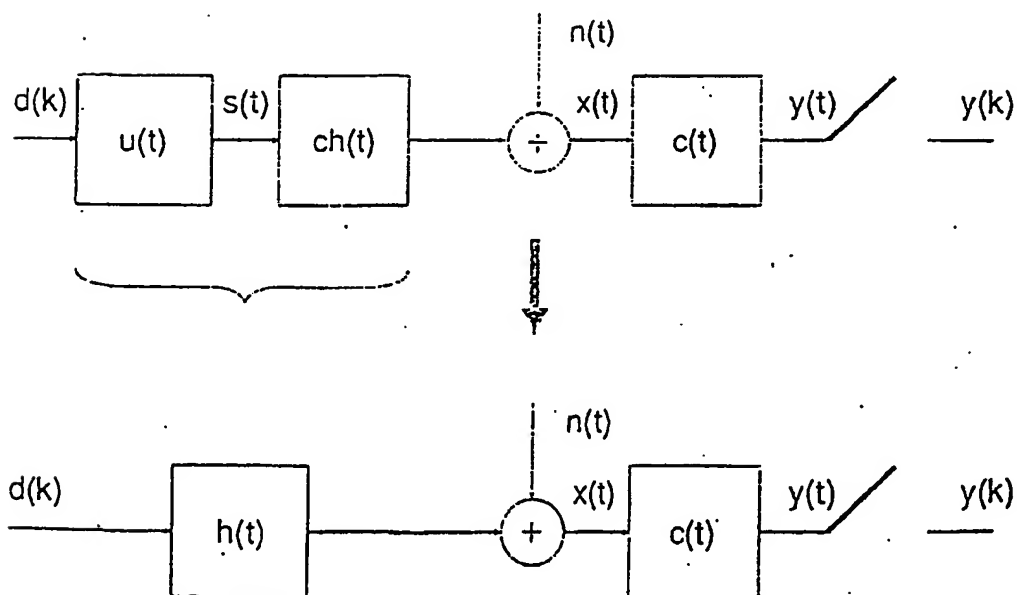 n(t)
d(k) s(t) x(t) y(t) y(k)
u(t) ch(t) ÷ c(t)
n(t)
d(k) x(t) y(t) y(k)
h(t) + c(t)